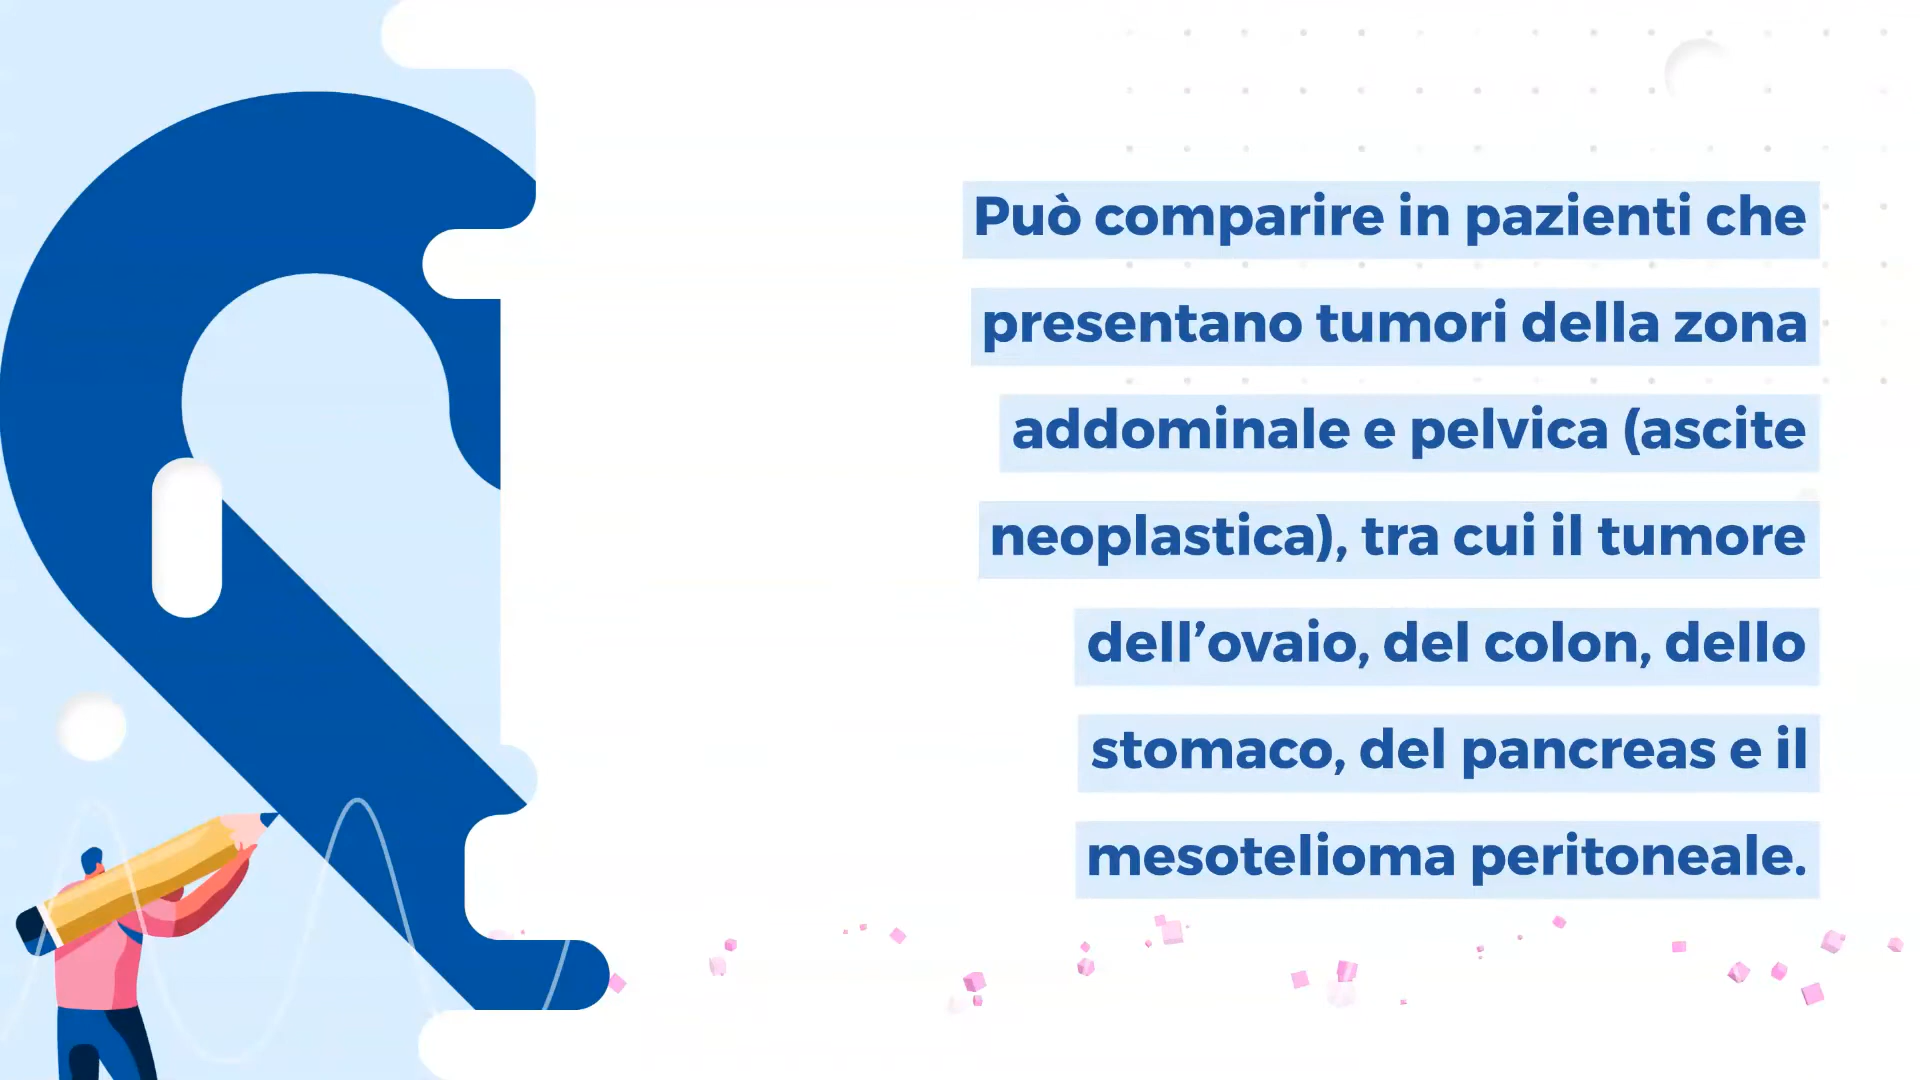 Può comparire in pazienti che
presentano tumori della zona
addominale e pelvica (ascite
neoplastica), tra cui il tumore
dell’ovaio, del colon, dello
stomaco, del pancreas e il
mesotelioma peritoneale.